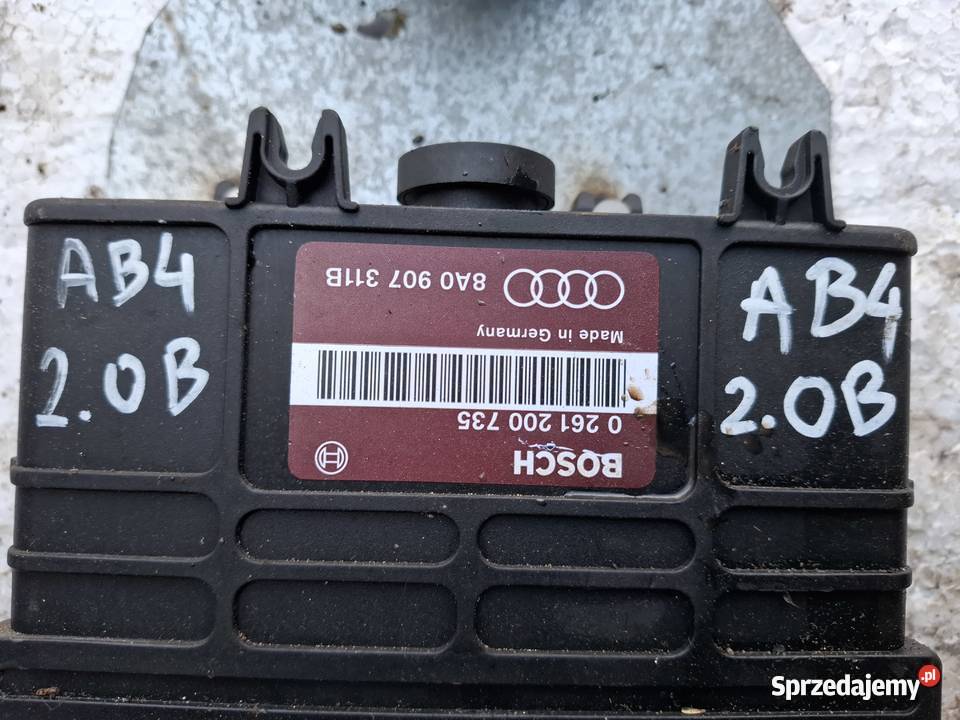 AB4
2.0B
BOSCH
0 261 200 735
Made in Germany
8A0 907 311B
AB4
2.0B
Sprzedajemy.pl